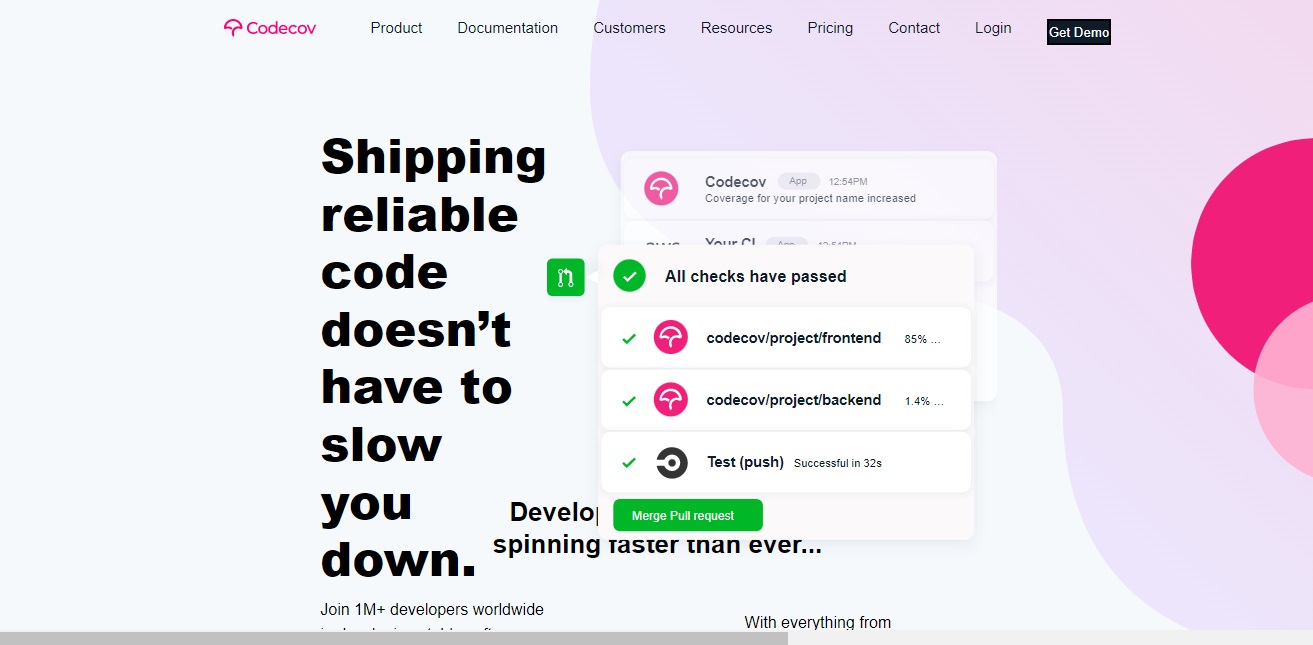 Codecov
Product Documentation Customers Resources Pricing Contact Login Get Demo
Shipping
reliable
code
doesn’t
have to
slow
you
down.
Join 1M+ developers worldwide
Codecov App 12:54PM
Coverage for your project name increased
Your CI App 12:54PM
All checks have passed
codecov/project/frontend 85% ...
codecov/project/backend 1.4% ...
Test (push) Successful in 32s
Merge Pull request
spinning faster than ever...
With everything from